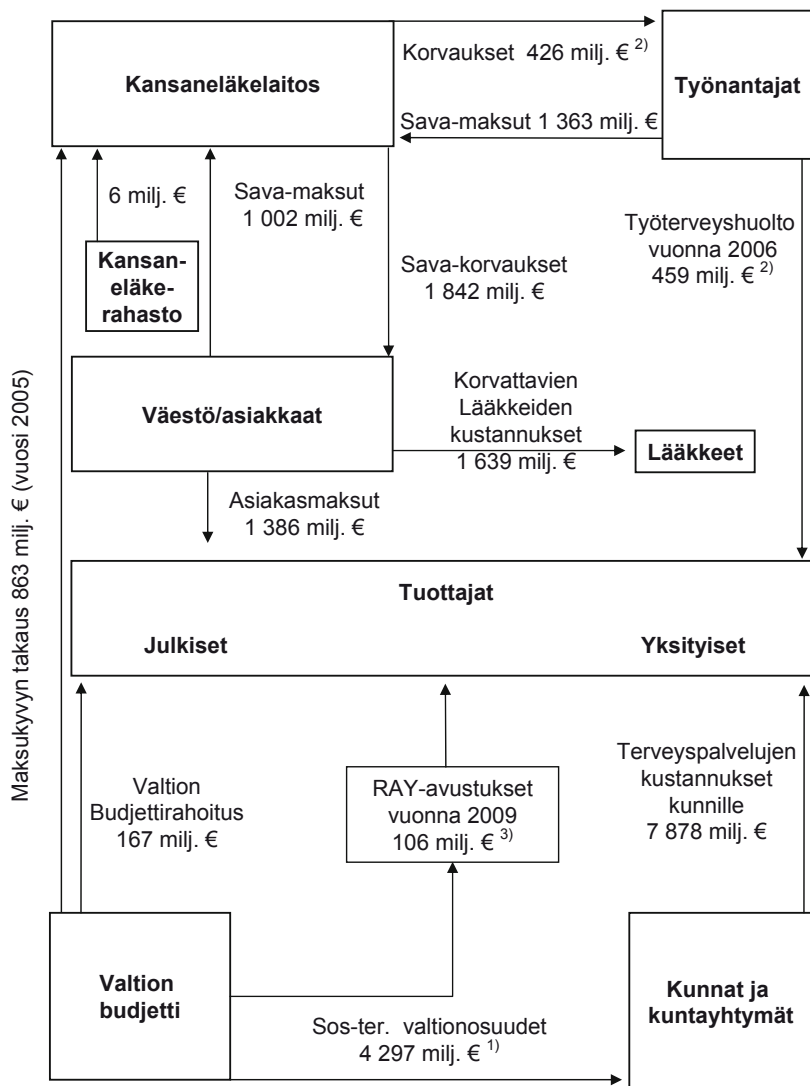 Kansaneläkelaitos
Korvaukset 426 milj. € 2)
Työnantajat
Sava-maksut 1 363 milj. €
6 milj. €
Sava-maksut
1 002 milj. €
Työterveyshuolto
vuonna 2006
459 milj. € 2)
Kansan-
eläke-
rahasto
Sava-korvaukset
1 842 milj. €
Maksukyvyn takaus 863 milj. € (vuosi 2005)
Väestö/asiakkaat
Korvattavien
Lääkkeiden
kustannukset
1 639 milj. €
Lääkkeet
Asiakasmaksut
1 386 milj. €
Tuottajat
Julkiset
Yksityiset
Valtion
Budjettirahoitus
167 milj. €
RAY-avustukset
vuonna 2009
106 milj. € 3)
Terveyspalvelujen
kustannukset
kunnille
7 878 milj. €
Valtion
budjetti
Sos-ter. valtionosuudet
4 297 milj. € 1)
Kunnat ja
kuntayhtymät